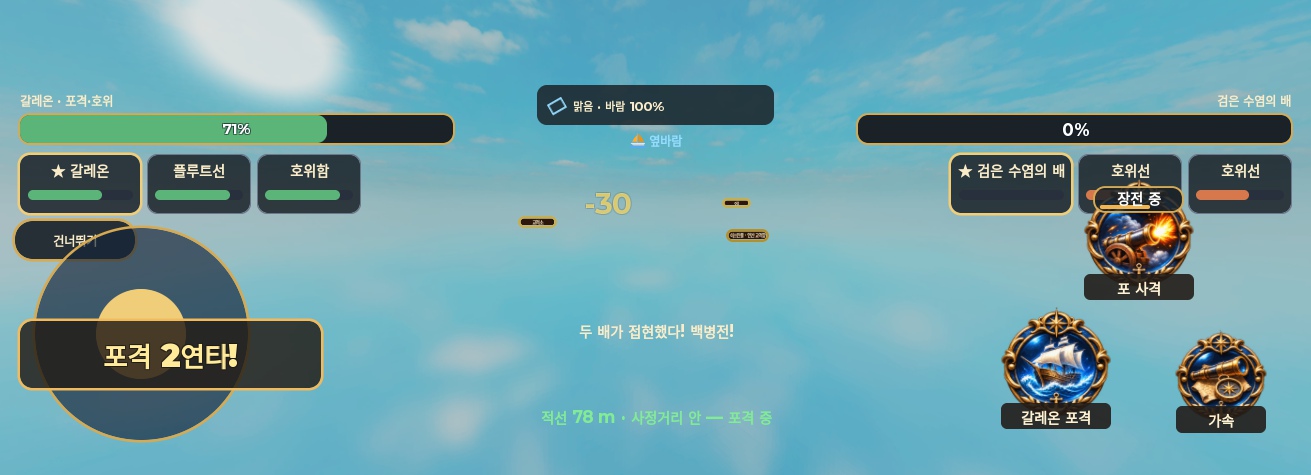 갈레온 · 포격·호위
71%
★ 갈레온
플루트선
호위함
건너뛰기
포격 2연타!
맑음 · 바람 100%
옆바람
-30
두 배가 접현했다! 백병전!
적선 78 m · 사정거리 안 — 포격 중
검은 수염의 배
0%
★ 검은 수염의 배
호위선
호위선
장전 중
포 사격
갈레온 포격
가속